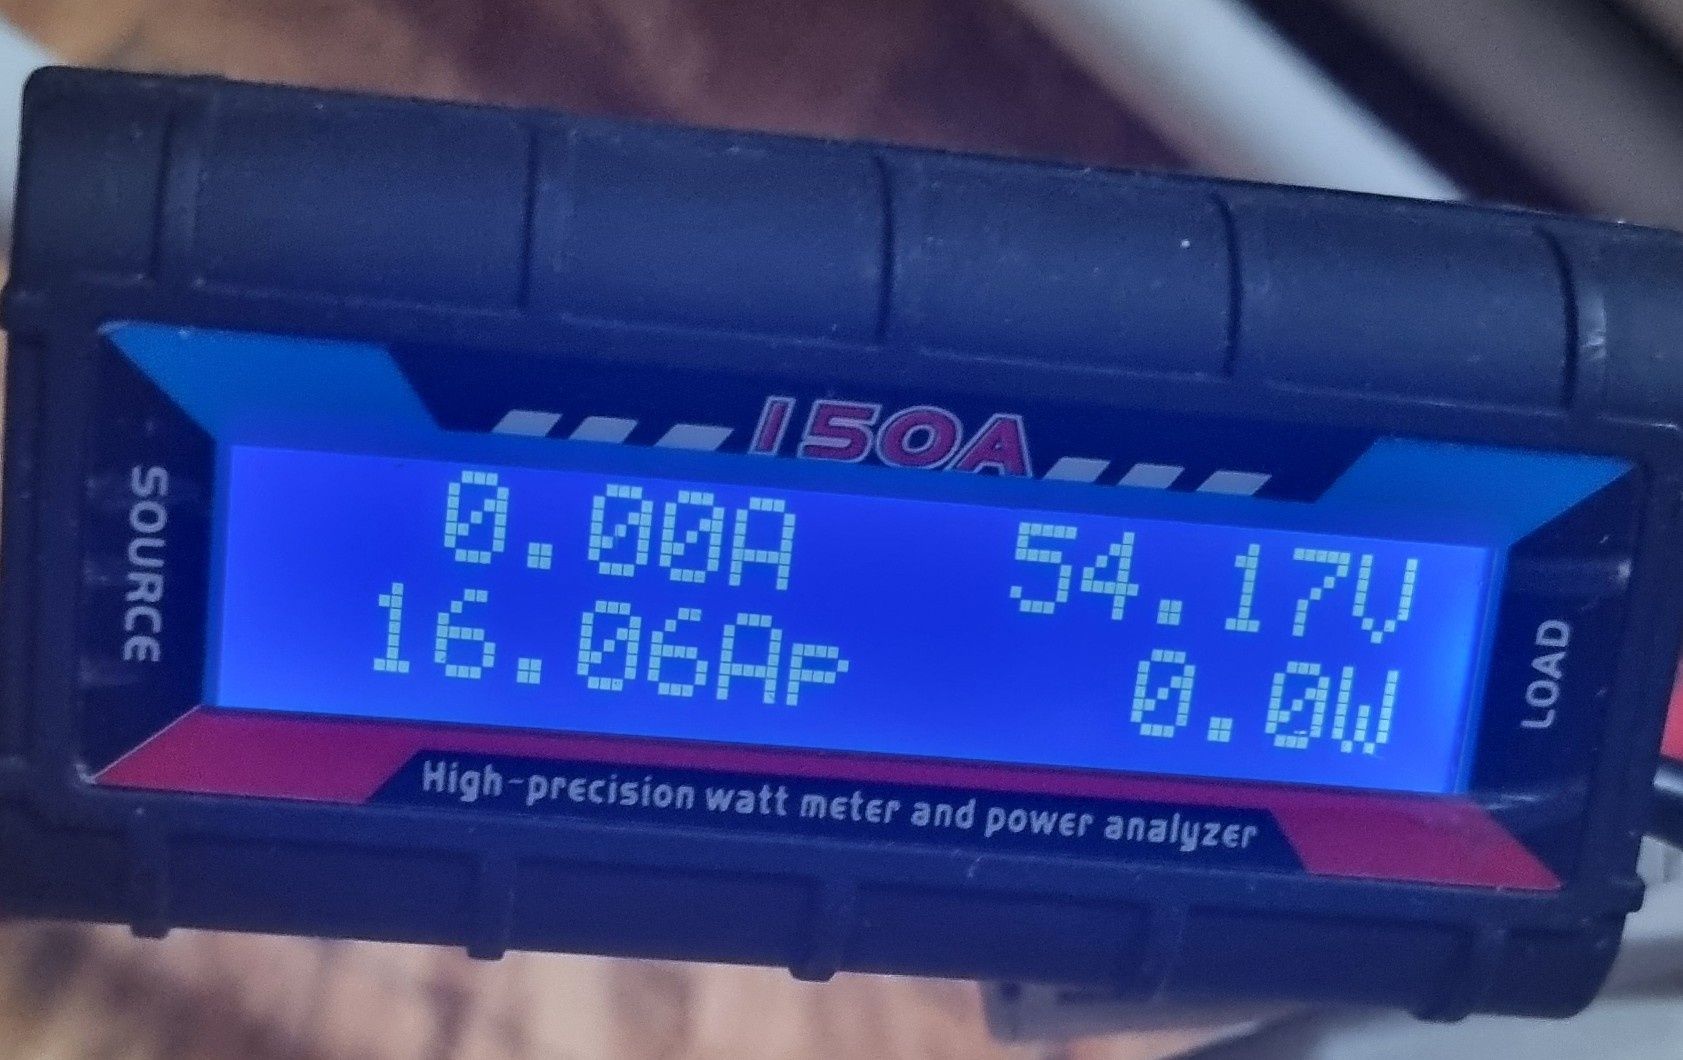 150A
SOURCE
0.00A 54.17V
16.06Ap 0.0W
LOAD
High-precision watt meter and power analyzer